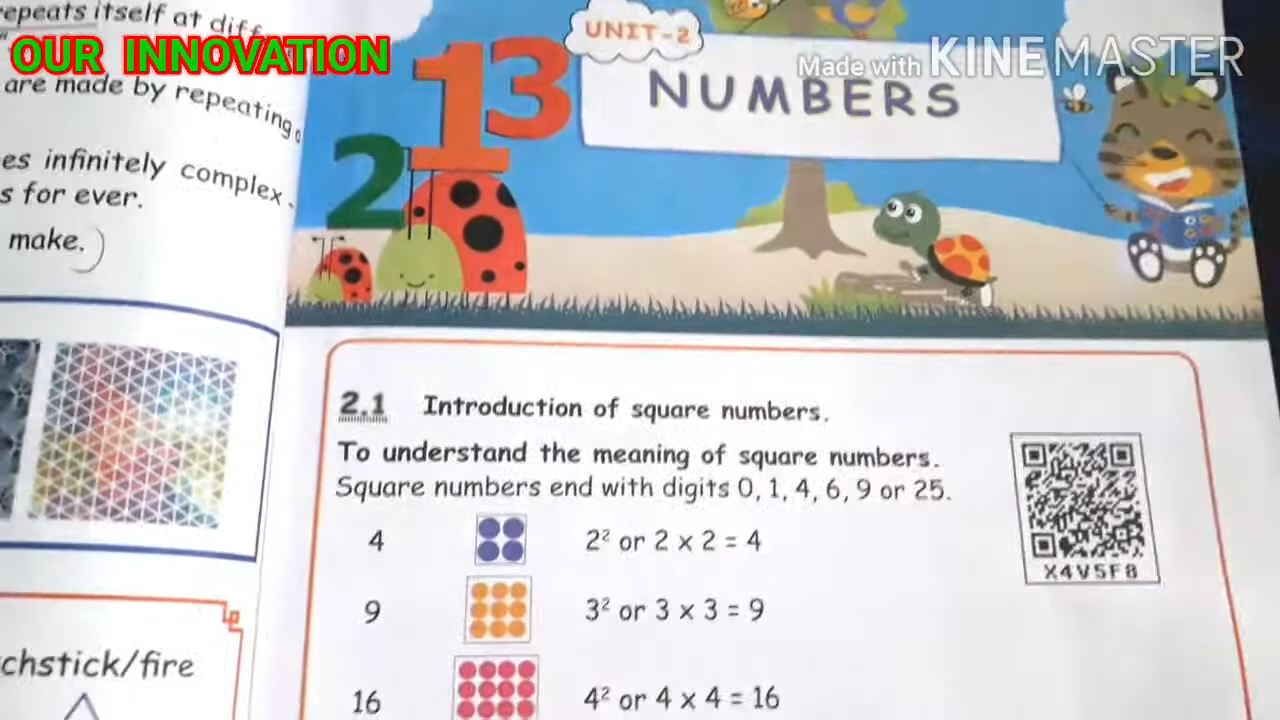 epeats itself at diff
OUR INNOVATION
are made by repeating
es infinitely complex
s for ever.
make.)
chstick/fire
Made with KINEMASTER
213
UNIT-2
NUMBERS
2.1 Introduction of square numbers.
To understand the meaning of square numbers.
Square numbers end with digits 0, 1, 4, 6, 9 or 25.
4 2² or 2 x 2 = 4
9 3² or 3 x 3 = 9
16 4² or 4 x 4 = 16
X4V5F8